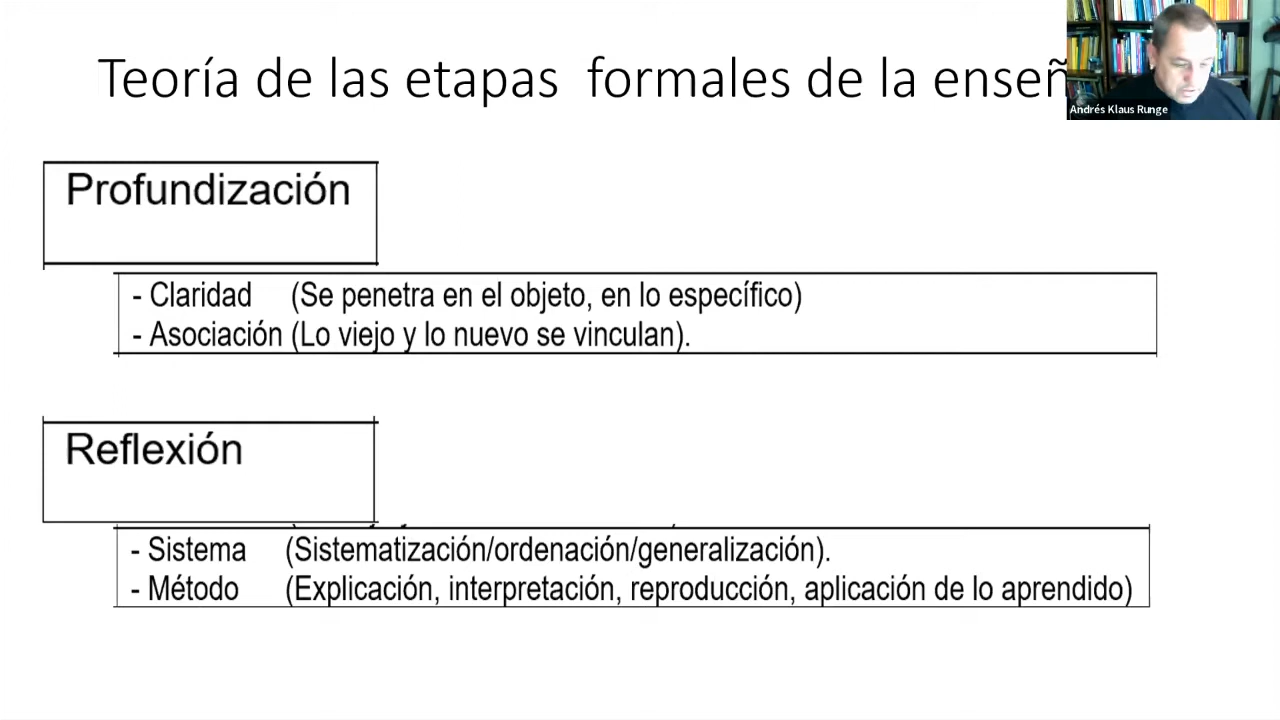 Teoría de las etapas formales de la enseñ
Andrés Klaus Runge
Profundización
- Claridad (Se penetra en el objeto, en lo específico)
- Asociación (Lo viejo y lo nuevo se vinculan).
Reflexión
- Sistema (Sistematización/ordenación/generalización).
- Método (Explicación, interpretación, reproducción, aplicación de lo aprendido)